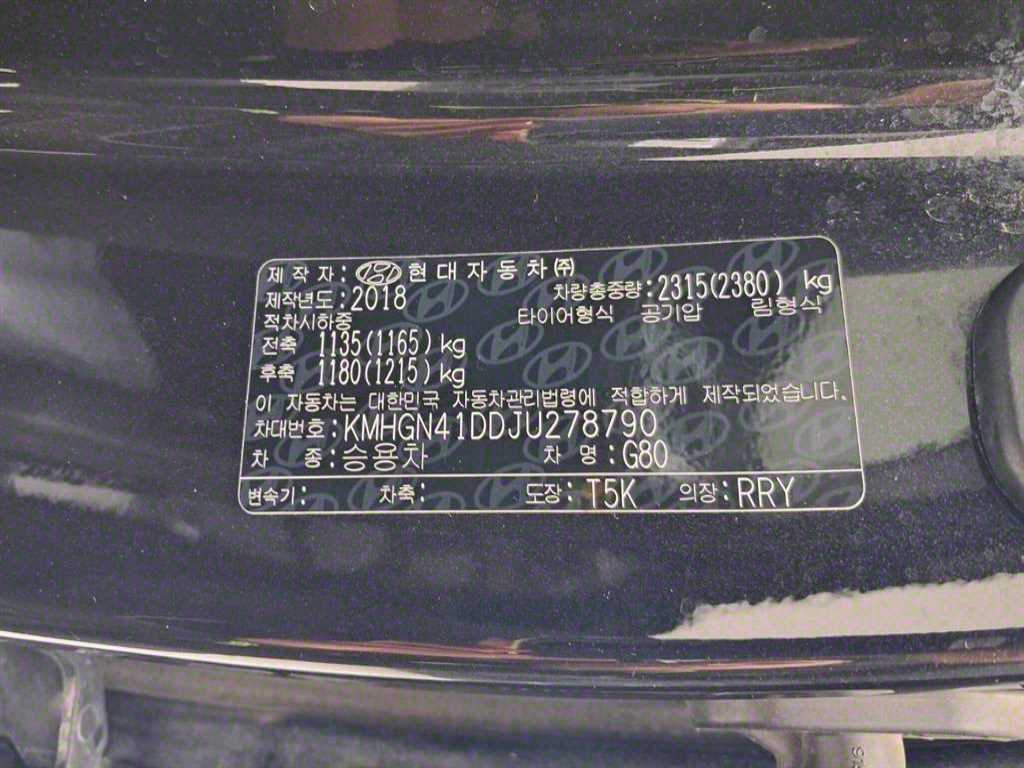 제 작 자 : 현 대 자 동 차 ㈜
제작년도 : 2018 차량총중량 : 2315(2380) kg
적차시하중 타이어형식 공기압 림형식
전축 1135(1165) kg
후축 1180(1215) kg
이 자동차는 대한민국 자동차관리법령에 적합하게 제작되었습니다.
차대번호 : KMHGN41DDJU278790
차 종 : 승용차 차 명 : G80
변속기 : 차축 : 도장 : T5K 의장 : RRY